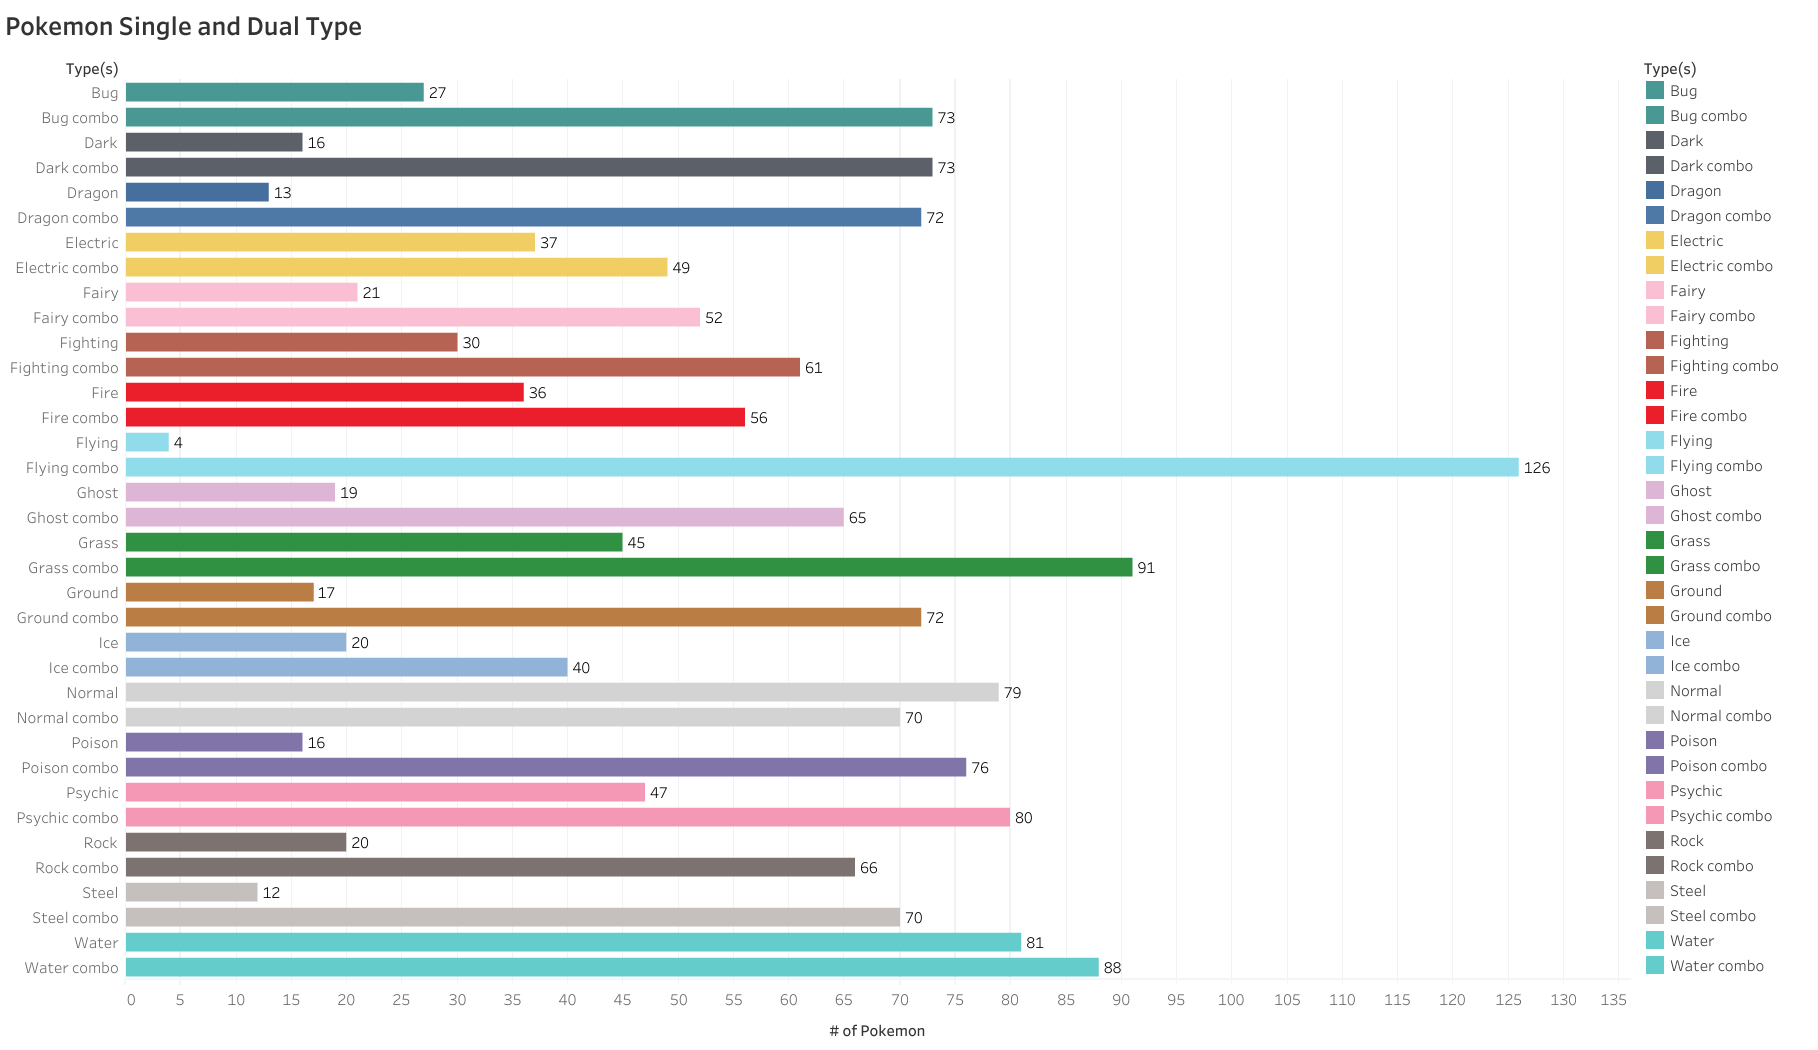 Pokemon Single and Dual Type
Type(s)
Bug 27
Bug combo 73
Dark 16
Dark combo 73
Dragon 13
Dragon combo 72
Electric 37
Electric combo 49
Fairy 21
Fairy combo 52
Fighting 30
Fighting combo 61
Fire 36
Fire combo 56
Flying 4
Flying combo 126
Ghost 19
Ghost combo 65
Grass 45
Grass combo 91
Ground 17
Ground combo 72
Ice 20
Ice combo 40
Normal 79
Normal combo 70
Poison 16
Poison combo 76
Psychic 47
Psychic combo 80
Rock 20
Rock combo 66
Steel 12
Steel combo 70
Water 81
Water combo 88
0 5 10 15 20 25 30 35 40 45 50 55 60 65 70 75 80 85 90 95 100 105 110 115 120 125 130 135
# of Pokemon
Type(s)
Bug
Bug combo
Dark
Dark combo
Dragon
Dragon combo
Electric
Electric combo
Fairy
Fairy combo
Fighting
Fighting combo
Fire
Fire combo
Flying
Flying combo
Ghost
Ghost combo
Grass
Grass combo
Ground
Ground combo
Ice
Ice combo
Normal
Normal combo
Poison
Poison combo
Psychic
Psychic combo
Rock
Rock combo
Steel
Steel combo
Water
Water combo